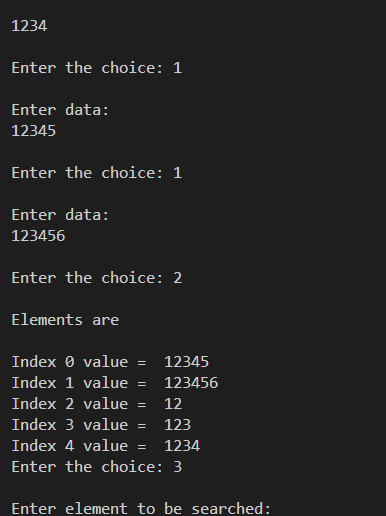 1234
Enter the choice: 1
Enter data:
12345
Enter the choice: 1
Enter data:
123456
Enter the choice: 2
Elements are
Index 0 value =  12345
Index 1 value =  123456
Index 2 value =  12
Index 3 value =  123
Index 4 value =  1234
Enter the choice: 3
Enter element to be searched: